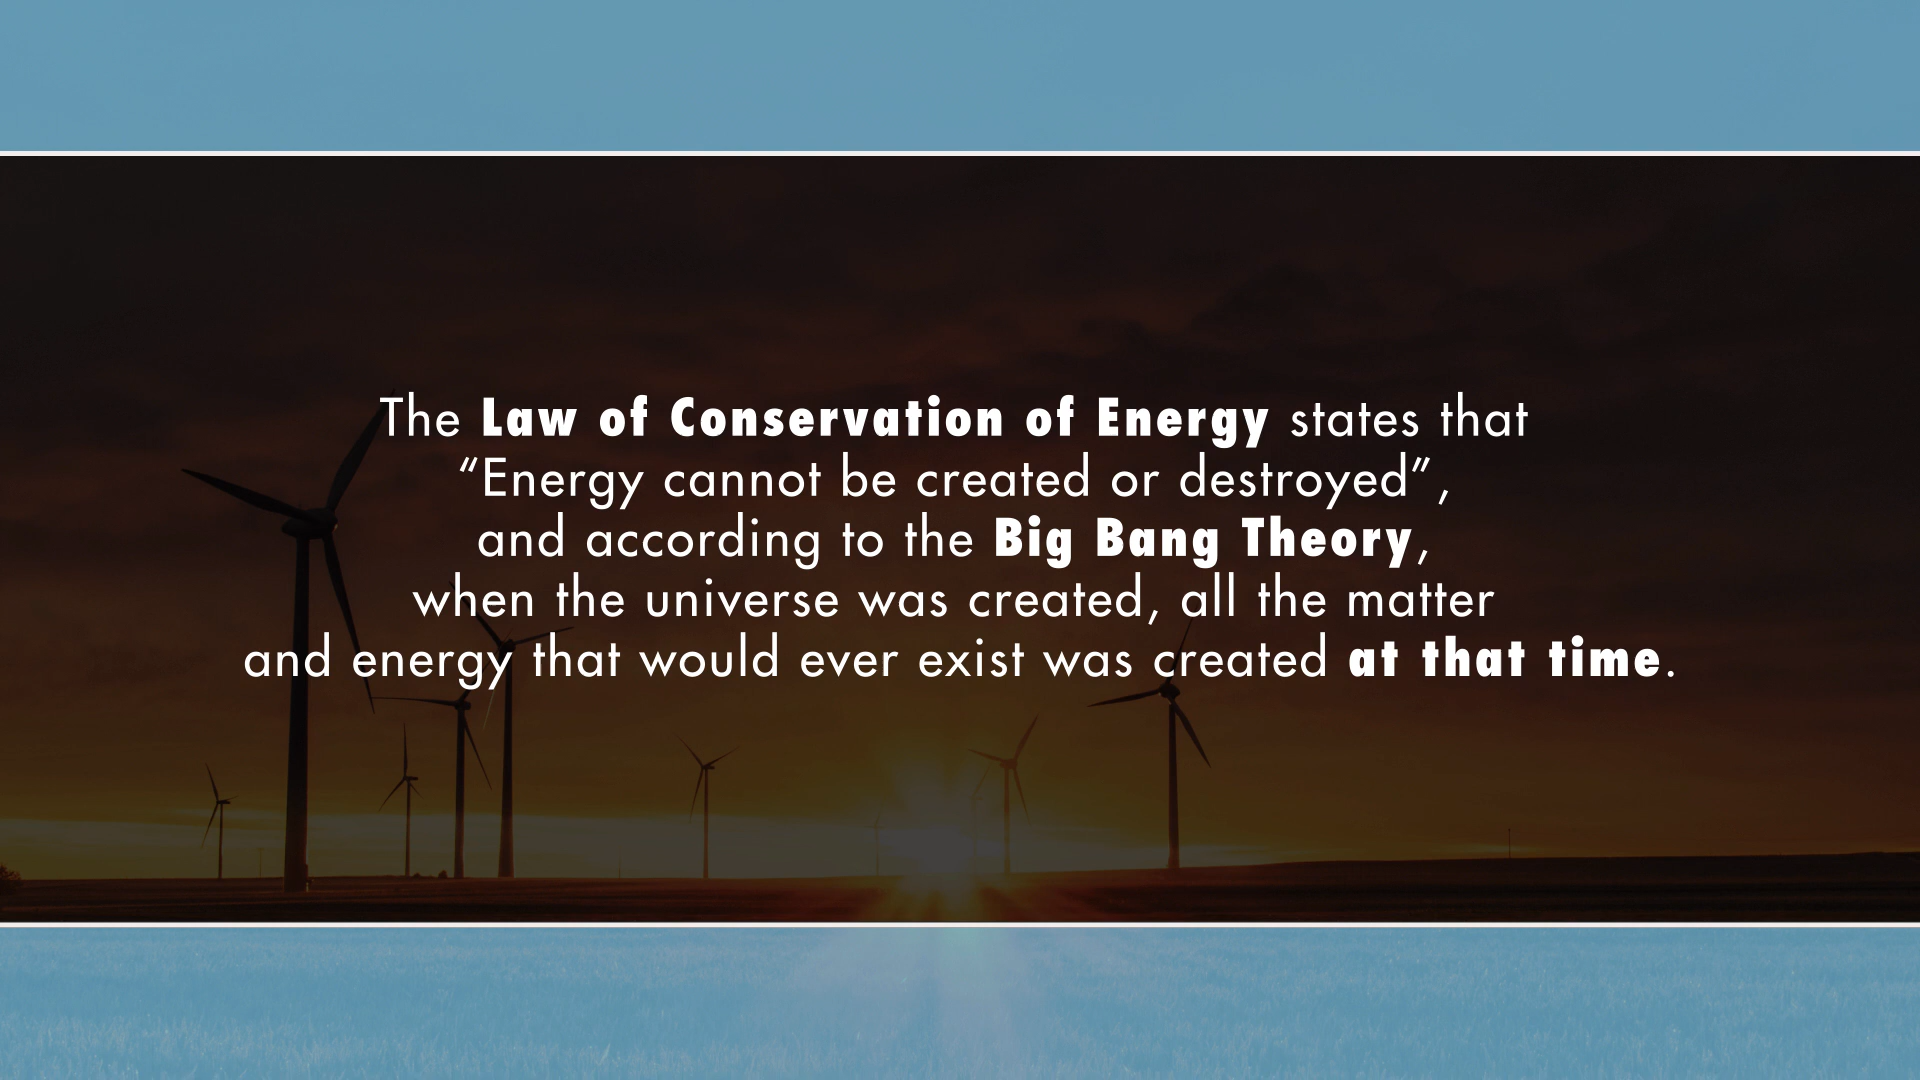 The Law of Conservation of Energy states that
“Energy cannot be created or destroyed”,
and according to the Big Bang Theory,
when the universe was created, all the matter
and energy that would ever exist was created at that time.